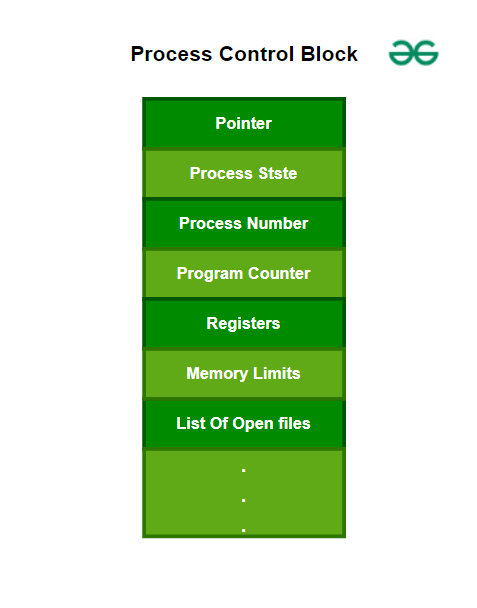 Process Control Block
Pointer
Process Stste
Process Number
Program Counter
Registers
Memory Limits
List Of Open files
.
.
.